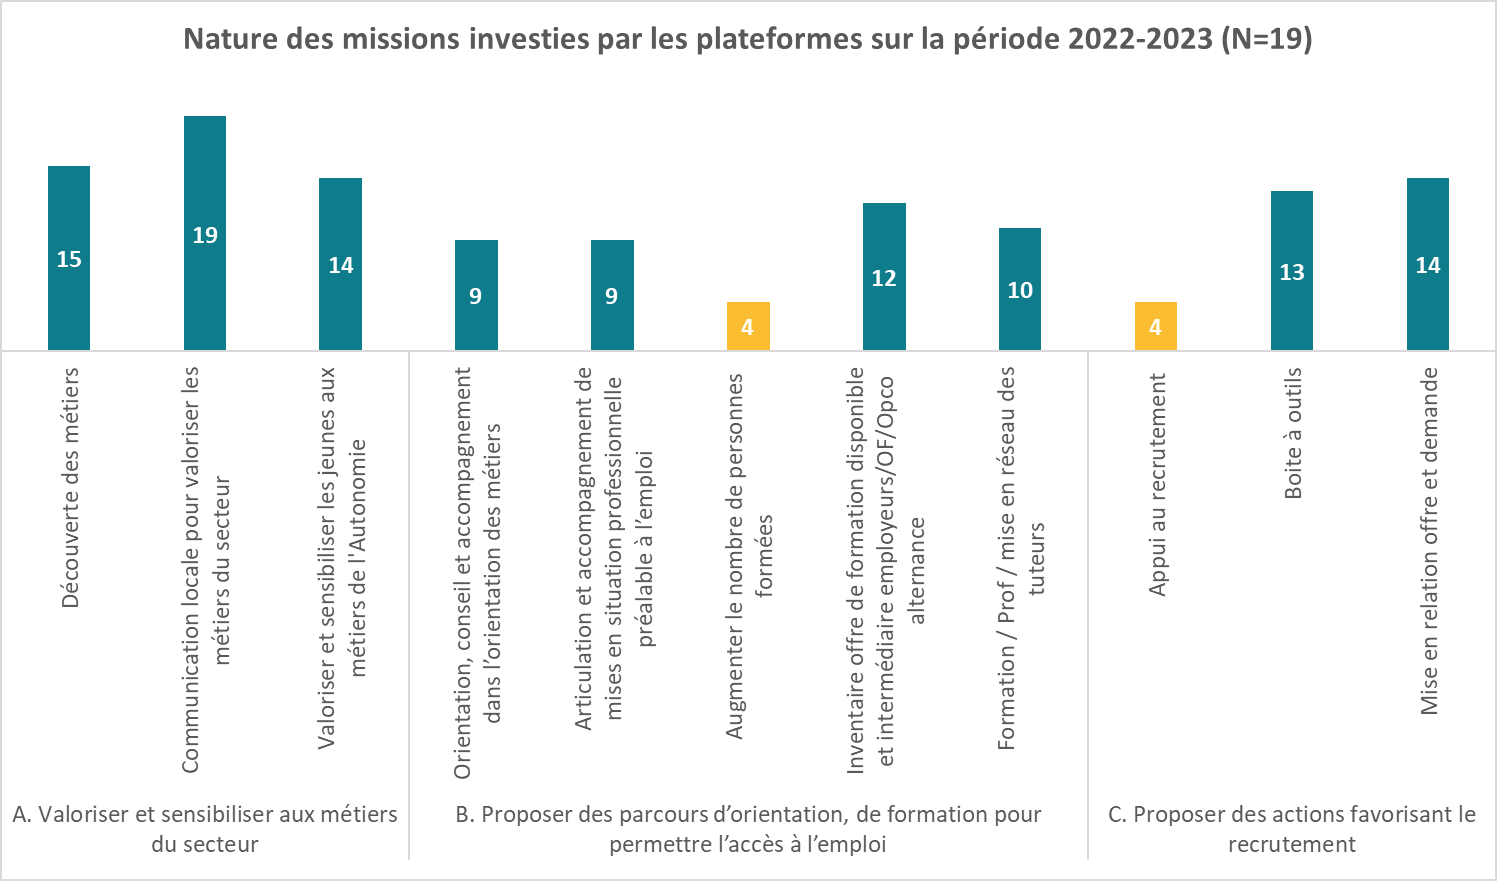 Nature des missions investies par les plateformes sur la période 2022-2023 (N=19)
15
19
14
9
9
4
12
10
4
13
14
Découverte des métiers
Communication locale pour valoriser les
métiers du secteur
Valoriser et sensibiliser les jeunes aux
métiers de l'Autonomie
Orientation, conseil et accompagnement
dans l’orientation des métiers
Articulation et accompagnement de
mises en situation professionnelle
préalable à l’emploi
Augmenter le nombre de personnes
formées
Inventaire offre de formation disponible
et intermédiaire employeurs/OF/Opco
alternance
Formation / Prof / mise en réseau des
tuteurs
Appui au recrutement
Boite à outils
Mise en relation offre et demande
A. Valoriser et sensibiliser aux métiers
du secteur
B. Proposer des parcours d’orientation, de formation pour
permettre l’accès à l’emploi
C. Proposer des actions favorisant le
recrutement